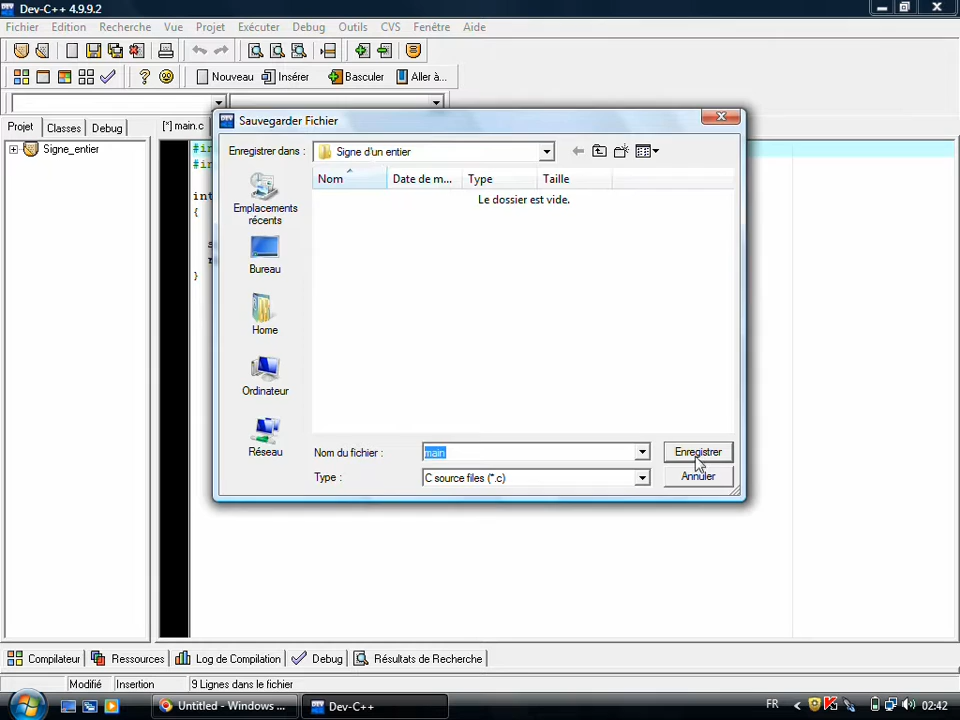 Dev-C++ 4.9.9.2
Fichier Edition Recherche Vue Projet Exécuter Debug Outils CVS Fenêtre Aide
Nouveau Insérer Basculer Aller à...
Projet Classes Debug
[*] main.c
Signe_entier
#in
#in
int
{
}
Sauvegarder Fichier
Enregistrer dans : Signe d'un entier
Nom Date de m... Type Taille
Le dossier est vide.
Emplacements
récents
Bureau
Home
Ordinateur
Réseau
Nom du fichier : main Enregistrer
Type : C source files (*.c) Annuler
Compilateur Ressources Log de Compilation Debug Résultats de Recherche
Modifié Insertion 9 Lignes dans le fichier
Untitled - Windows ... Dev-C++ FR 02:42